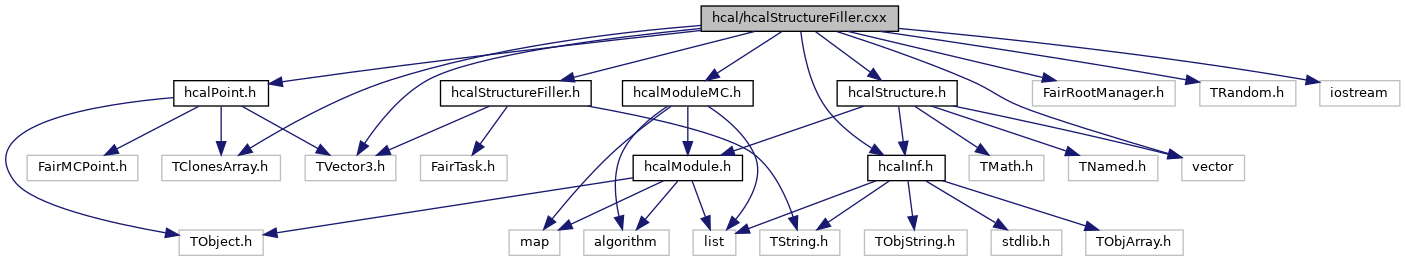 hcal/hcalStructureFiller.cxx
hcalPoint.h
hcalStructureFiller.h
hcalModuleMC.h
hcalStructure.h
FairRootManager.h
TRandom.h
iostream
FairMCPoint.h
TClonesArray.h
TVector3.h
FairTask.h
hcalModule.h
hcalInf.h
TMath.h
TNamed.h
vector
TObject.h
map
algorithm
list
TString.h
TObjString.h
stdlib.h
TObjArray.h